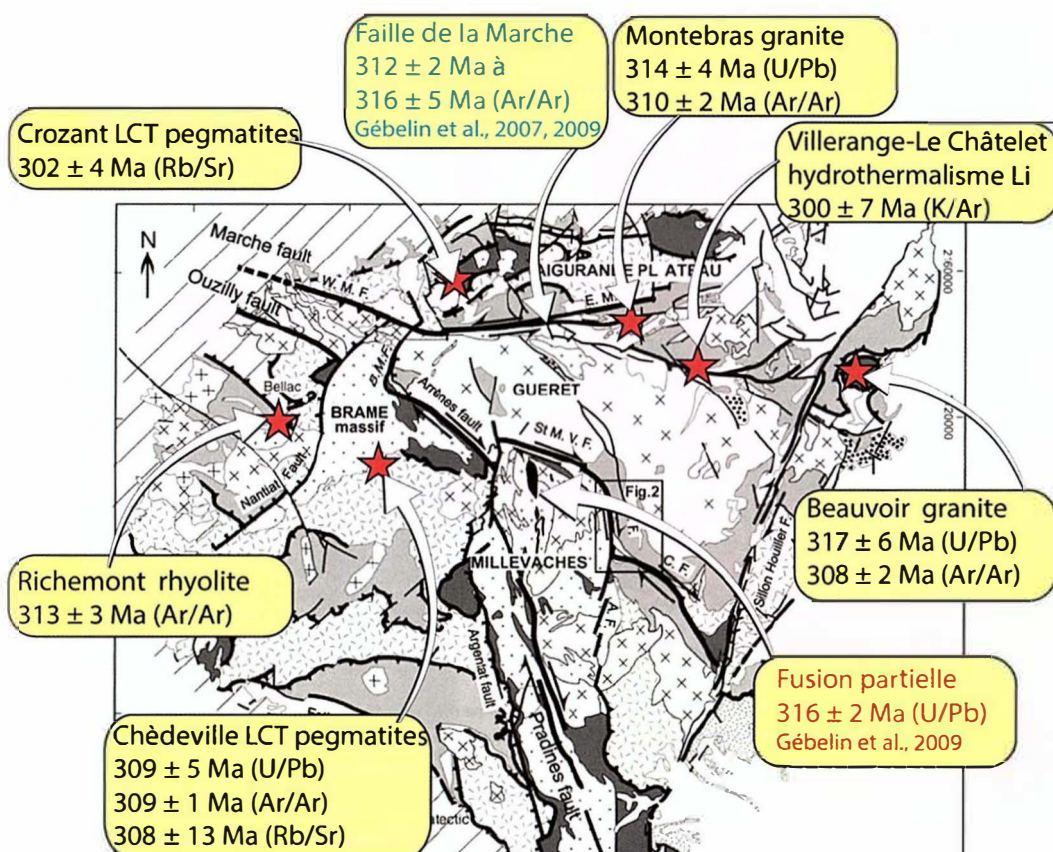 Faille de la Marche
312 ± 2 Ma à
316 ± 5 Ma (Ar/Ar)
Gébelin et al., 2007, 2009
Montebras granite
314 ± 4 Ma (U/Pb)
310 ± 2 Ma (Ar/Ar)
Crozant LCT pegmatites
302 ± 4 Ma (Rb/Sr)
Villerange-Le Châtelet
hydrothermalisme Li
300 ± 7 Ma (K/Ar)
N
Marche fault
W. M. F.
AIGURANDE PLATEAU
E. M.
2°60000
Ouzilly fault
B.M.F.
Bellac
BRAME
massif
Arrènes fault
GUERET
St M. V. F.
20000
Nantiat Fault
Fig.2
F.
C. F.
MILLEVACHES
A. F.
Sillon Houiller F.
Argentat fault
Pradines fault
Beauvoir granite
317 ± 6 Ma (U/Pb)
308 ± 2 Ma (Ar/Ar)
Richemont rhyolite
313 ± 3 Ma (Ar/Ar)
Fusion partielle
316 ± 2 Ma (U/Pb)
Gébelin et al., 2009
Chèdeville LCT pegmatites
309 ± 5 Ma (U/Pb)
309 ± 1 Ma (Ar/Ar)
308 ± 13 Ma (Rb/Sr)